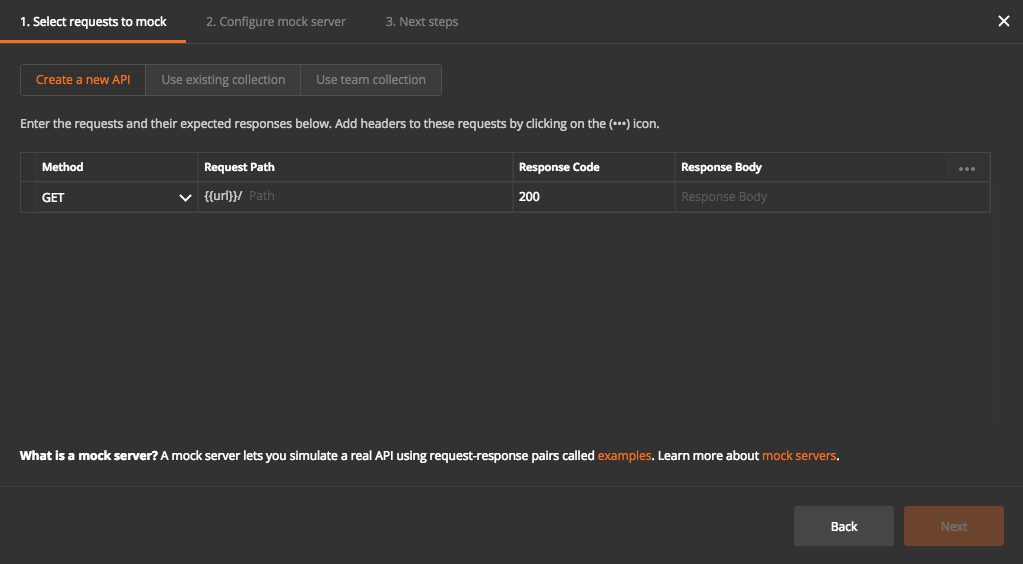 1. Select requests to mock 2. Configure mock server 3. Next steps
Create a new API Use existing collection Use team collection
Enter the requests and their expected responses below. Add headers to these requests by clicking on the (•••) icon.
Method Request Path Response Code Response Body •••
GET {{url}}/ Path 200 Response Body
What is a mock server? A mock server lets you simulate a real API using request-response pairs called examples. Learn more about mock servers.
Back Next